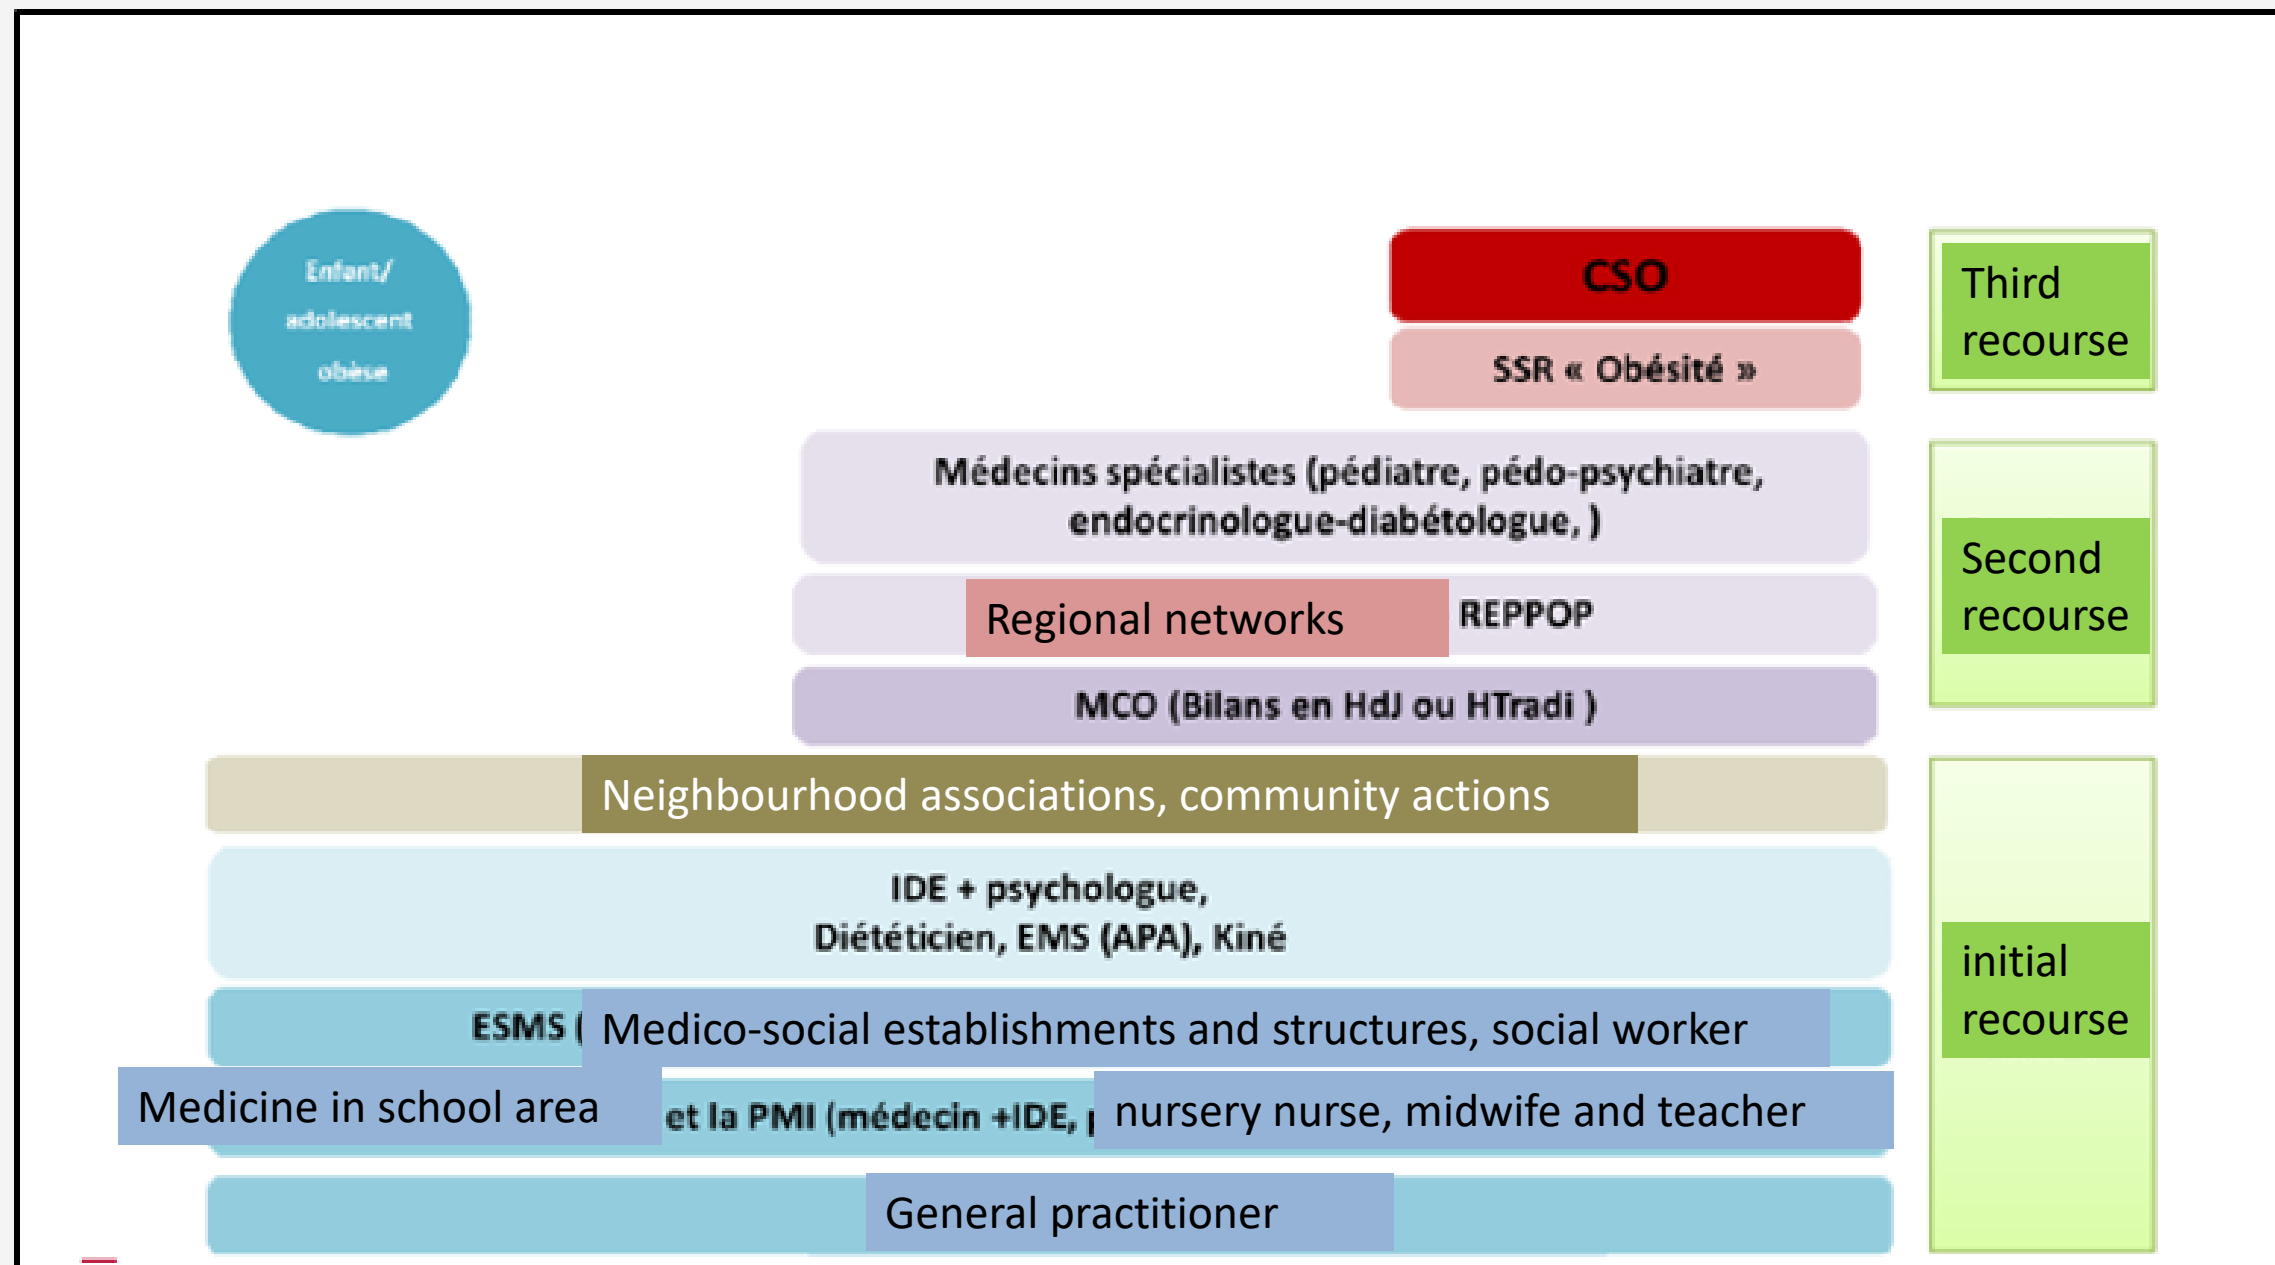 Enfant/
adolescent
obèse
CSO
SSR « Obésité »
Third
recourse
Médecins spécialistes (pédiatre, pédo-psychiatre,
endocrinologue-diabétologue, )
Regional networks REPPOP
MCO (Bilans en HdJ ou HTradi )
Second
recourse
Neighbourhood associations, community actions
IDE + psychologue,
Diététicien, EMS (APA), Kiné
ESMS ( Medico-social establishments and structures, social worker
Medicine in school area et la PMI (médecin +IDE, nursery nurse, midwife and teacher
General practitioner
initial
recourse